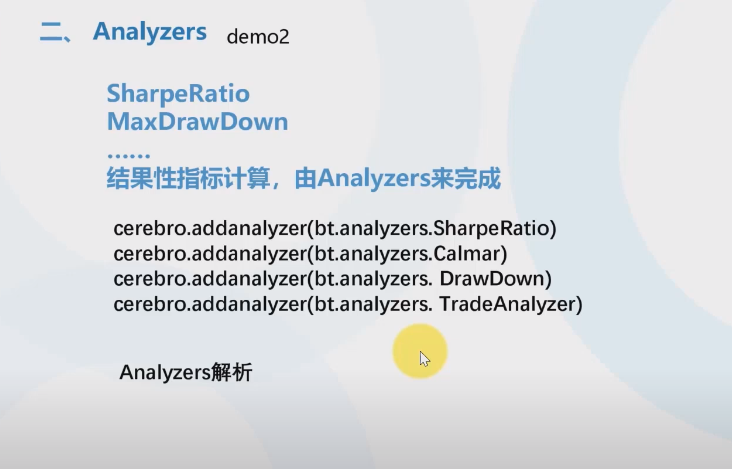 二、 Analyzers demo2
SharpeRatio
MaxDrawDown
……
结果性指标计算，由Analyzers来完成
cerebro.addanalyzer(bt.analyzers.SharpeRatio)
cerebro.addanalyzer(bt.analyzers.Calmar)
cerebro.addanalyzer(bt.analyzers. DrawDown)
cerebro.addanalyzer(bt.analyzers. TradeAnalyzer)
Analyzers解析